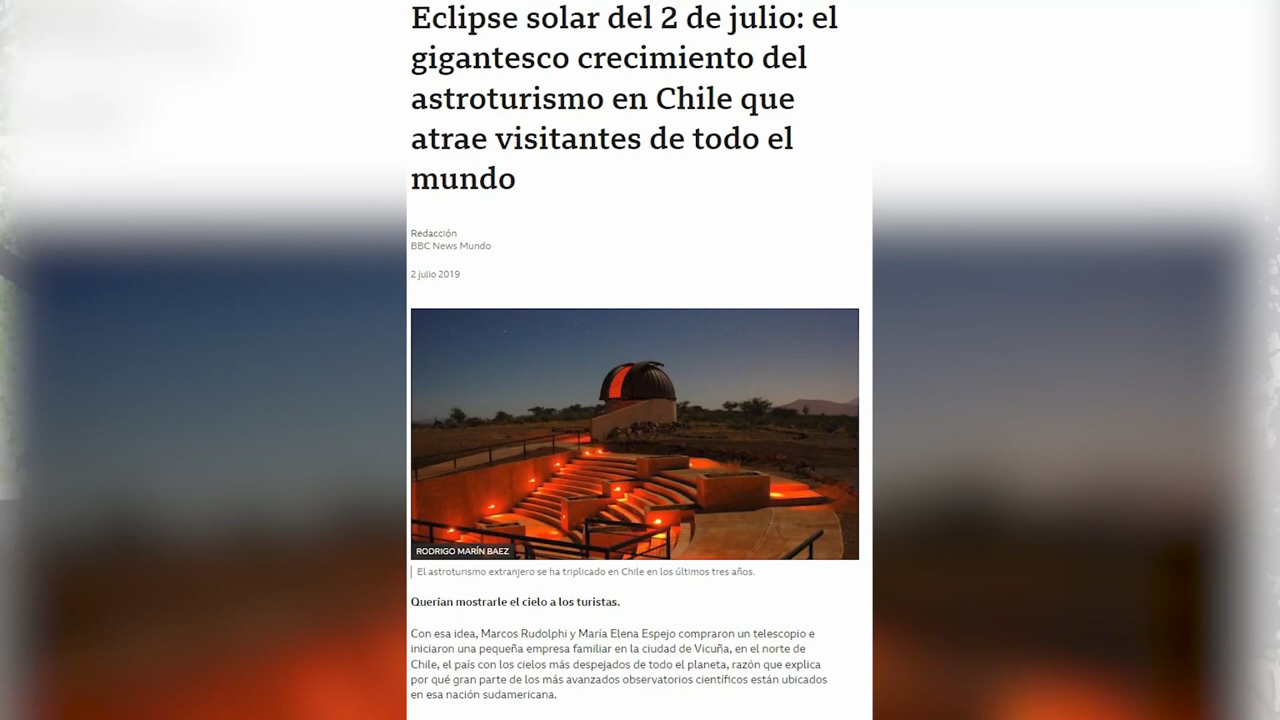 Eclipse solar del 2 de julio: el
gigantesco crecimiento del
astroturismo en Chile que
atrae visitantes de todo el
mundo
Redacción
BBC News Mundo
2 julio 2019
RODRIGO MARÍN BAEZ
El astroturismo extranjero se ha triplicado en Chile en los últimos tres años.
Querían mostrarle el cielo a los turistas.
Con esa idea, Marcos Rudolphi y María Elena Espejo compraron un telescopio e
iniciaron una pequeña empresa familiar en la ciudad de Vicuña, en el norte de
Chile, el país con los cielos más despejados de todo el planeta, razón que explica
por qué gran parte de los más avanzados observatorios científicos están ubicados
en esa nación sudamericana.